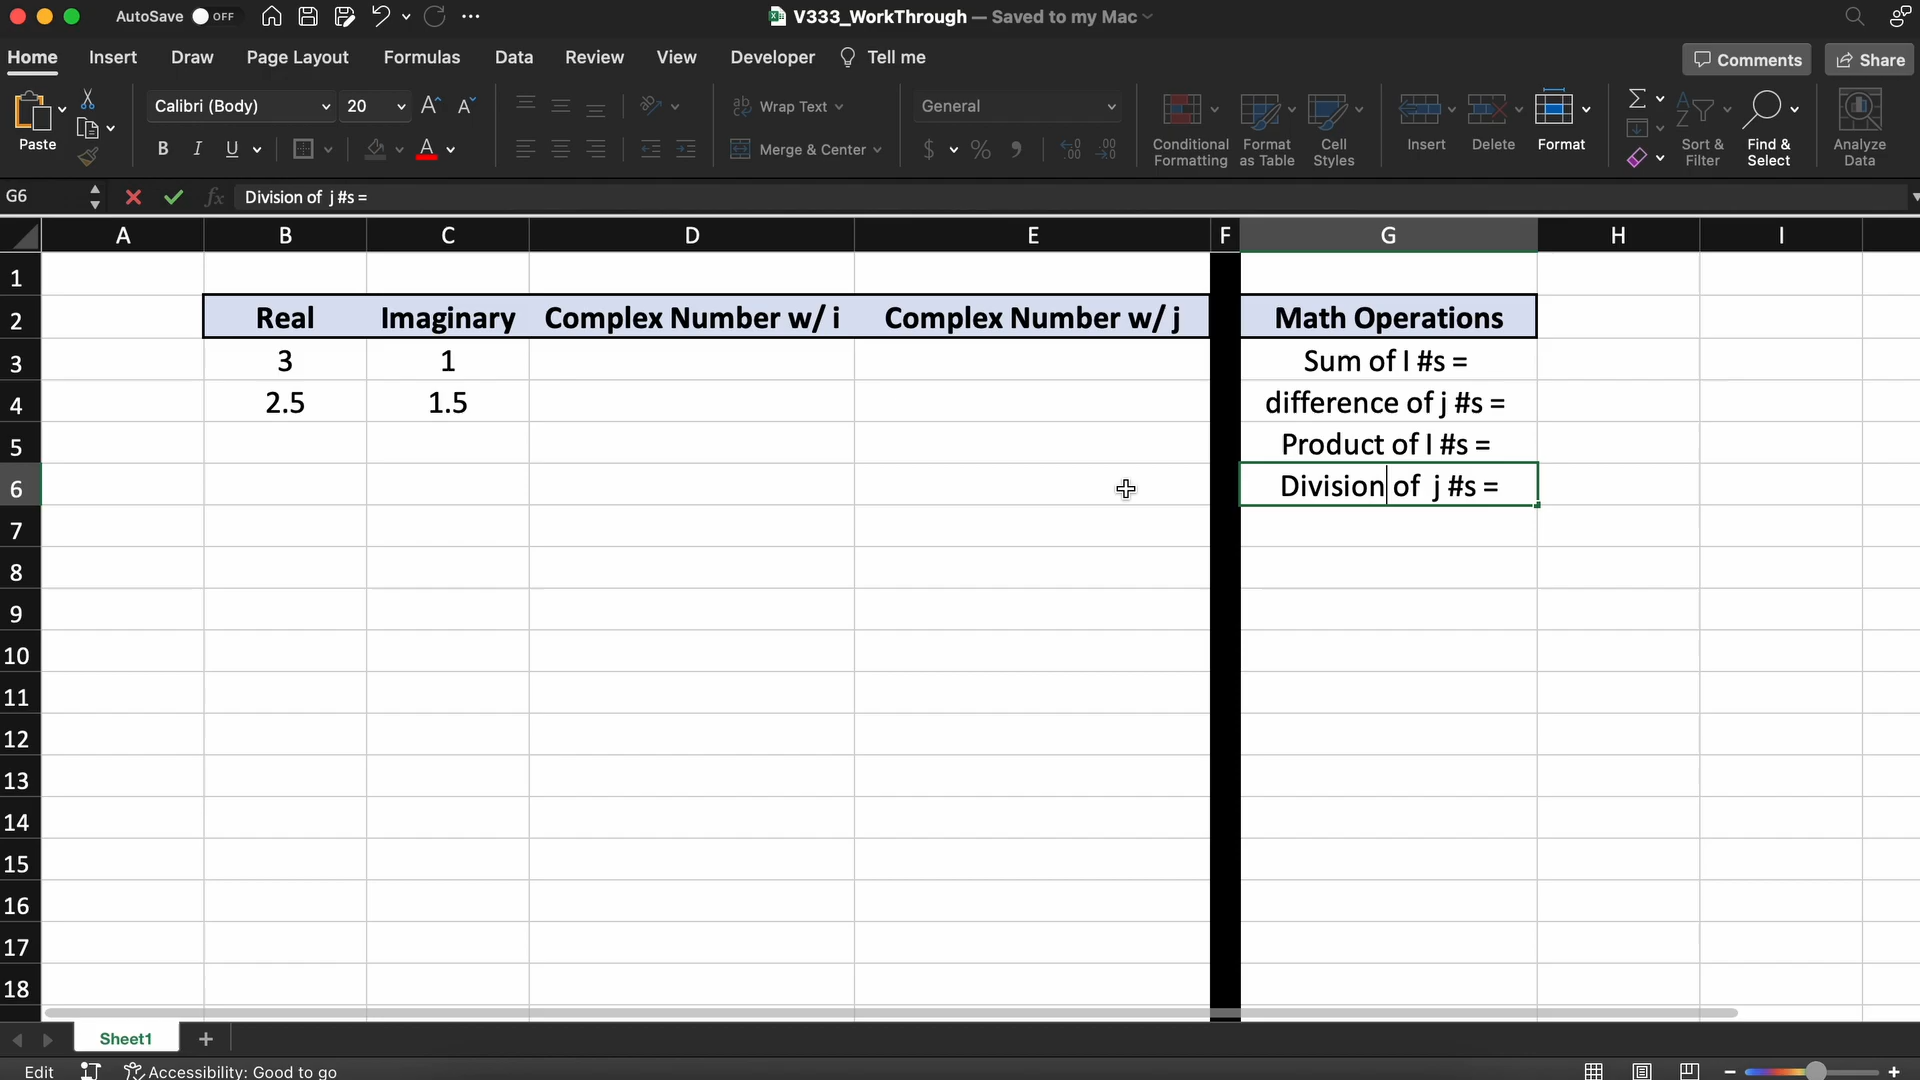 AutoSave OFF V333_WorkThrough — Saved to my Mac
Home Insert Draw Page Layout Formulas Data Review View Developer Tell me Comments Share
Paste Calibri (Body) 20 A A Wrap Text General
B I U A Merge & Center $ % Conditional Formatting Format as Table Cell Styles Insert Delete Format Sort & Filter Find & Select Analyze Data
G6 fx Division of  j #s =
A B C D E F G H I
1
2 Real Imaginary Complex Number w/ i Complex Number w/ j Math Operations
3 3 1 Sum of I #s =
4 2.5 1.5 difference of j #s =
5 Product of I #s =
6 Division of  j #s =
7
8
9
10
11
12
13
14
15
16
17
18
Sheet1 +
Edit Accessibility: Good to go